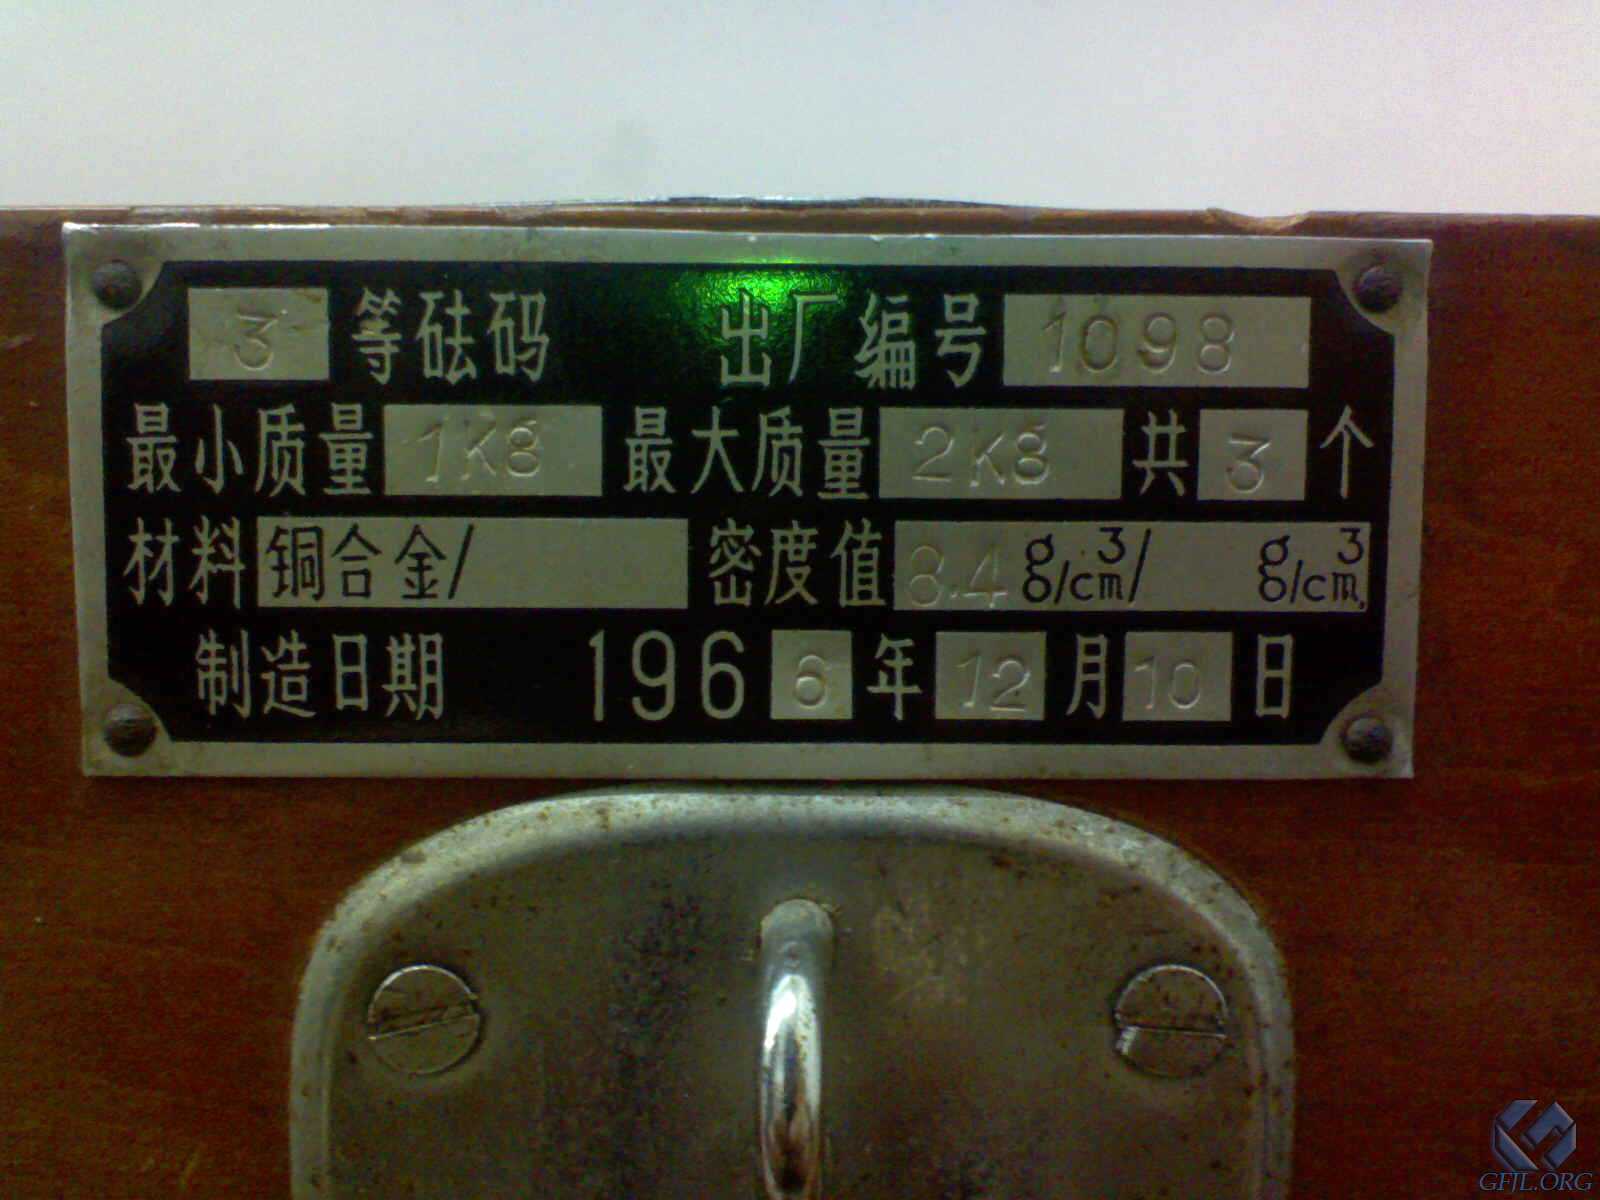 3 等砝码 出厂编号 1098
最小质量 1Kg 最大质量 2Kg 共 3 个
材料 铜合金/ 密度值 8.4 g/cm³/ g/cm³
制造日期 1966年12月10日
GFJL.ORG